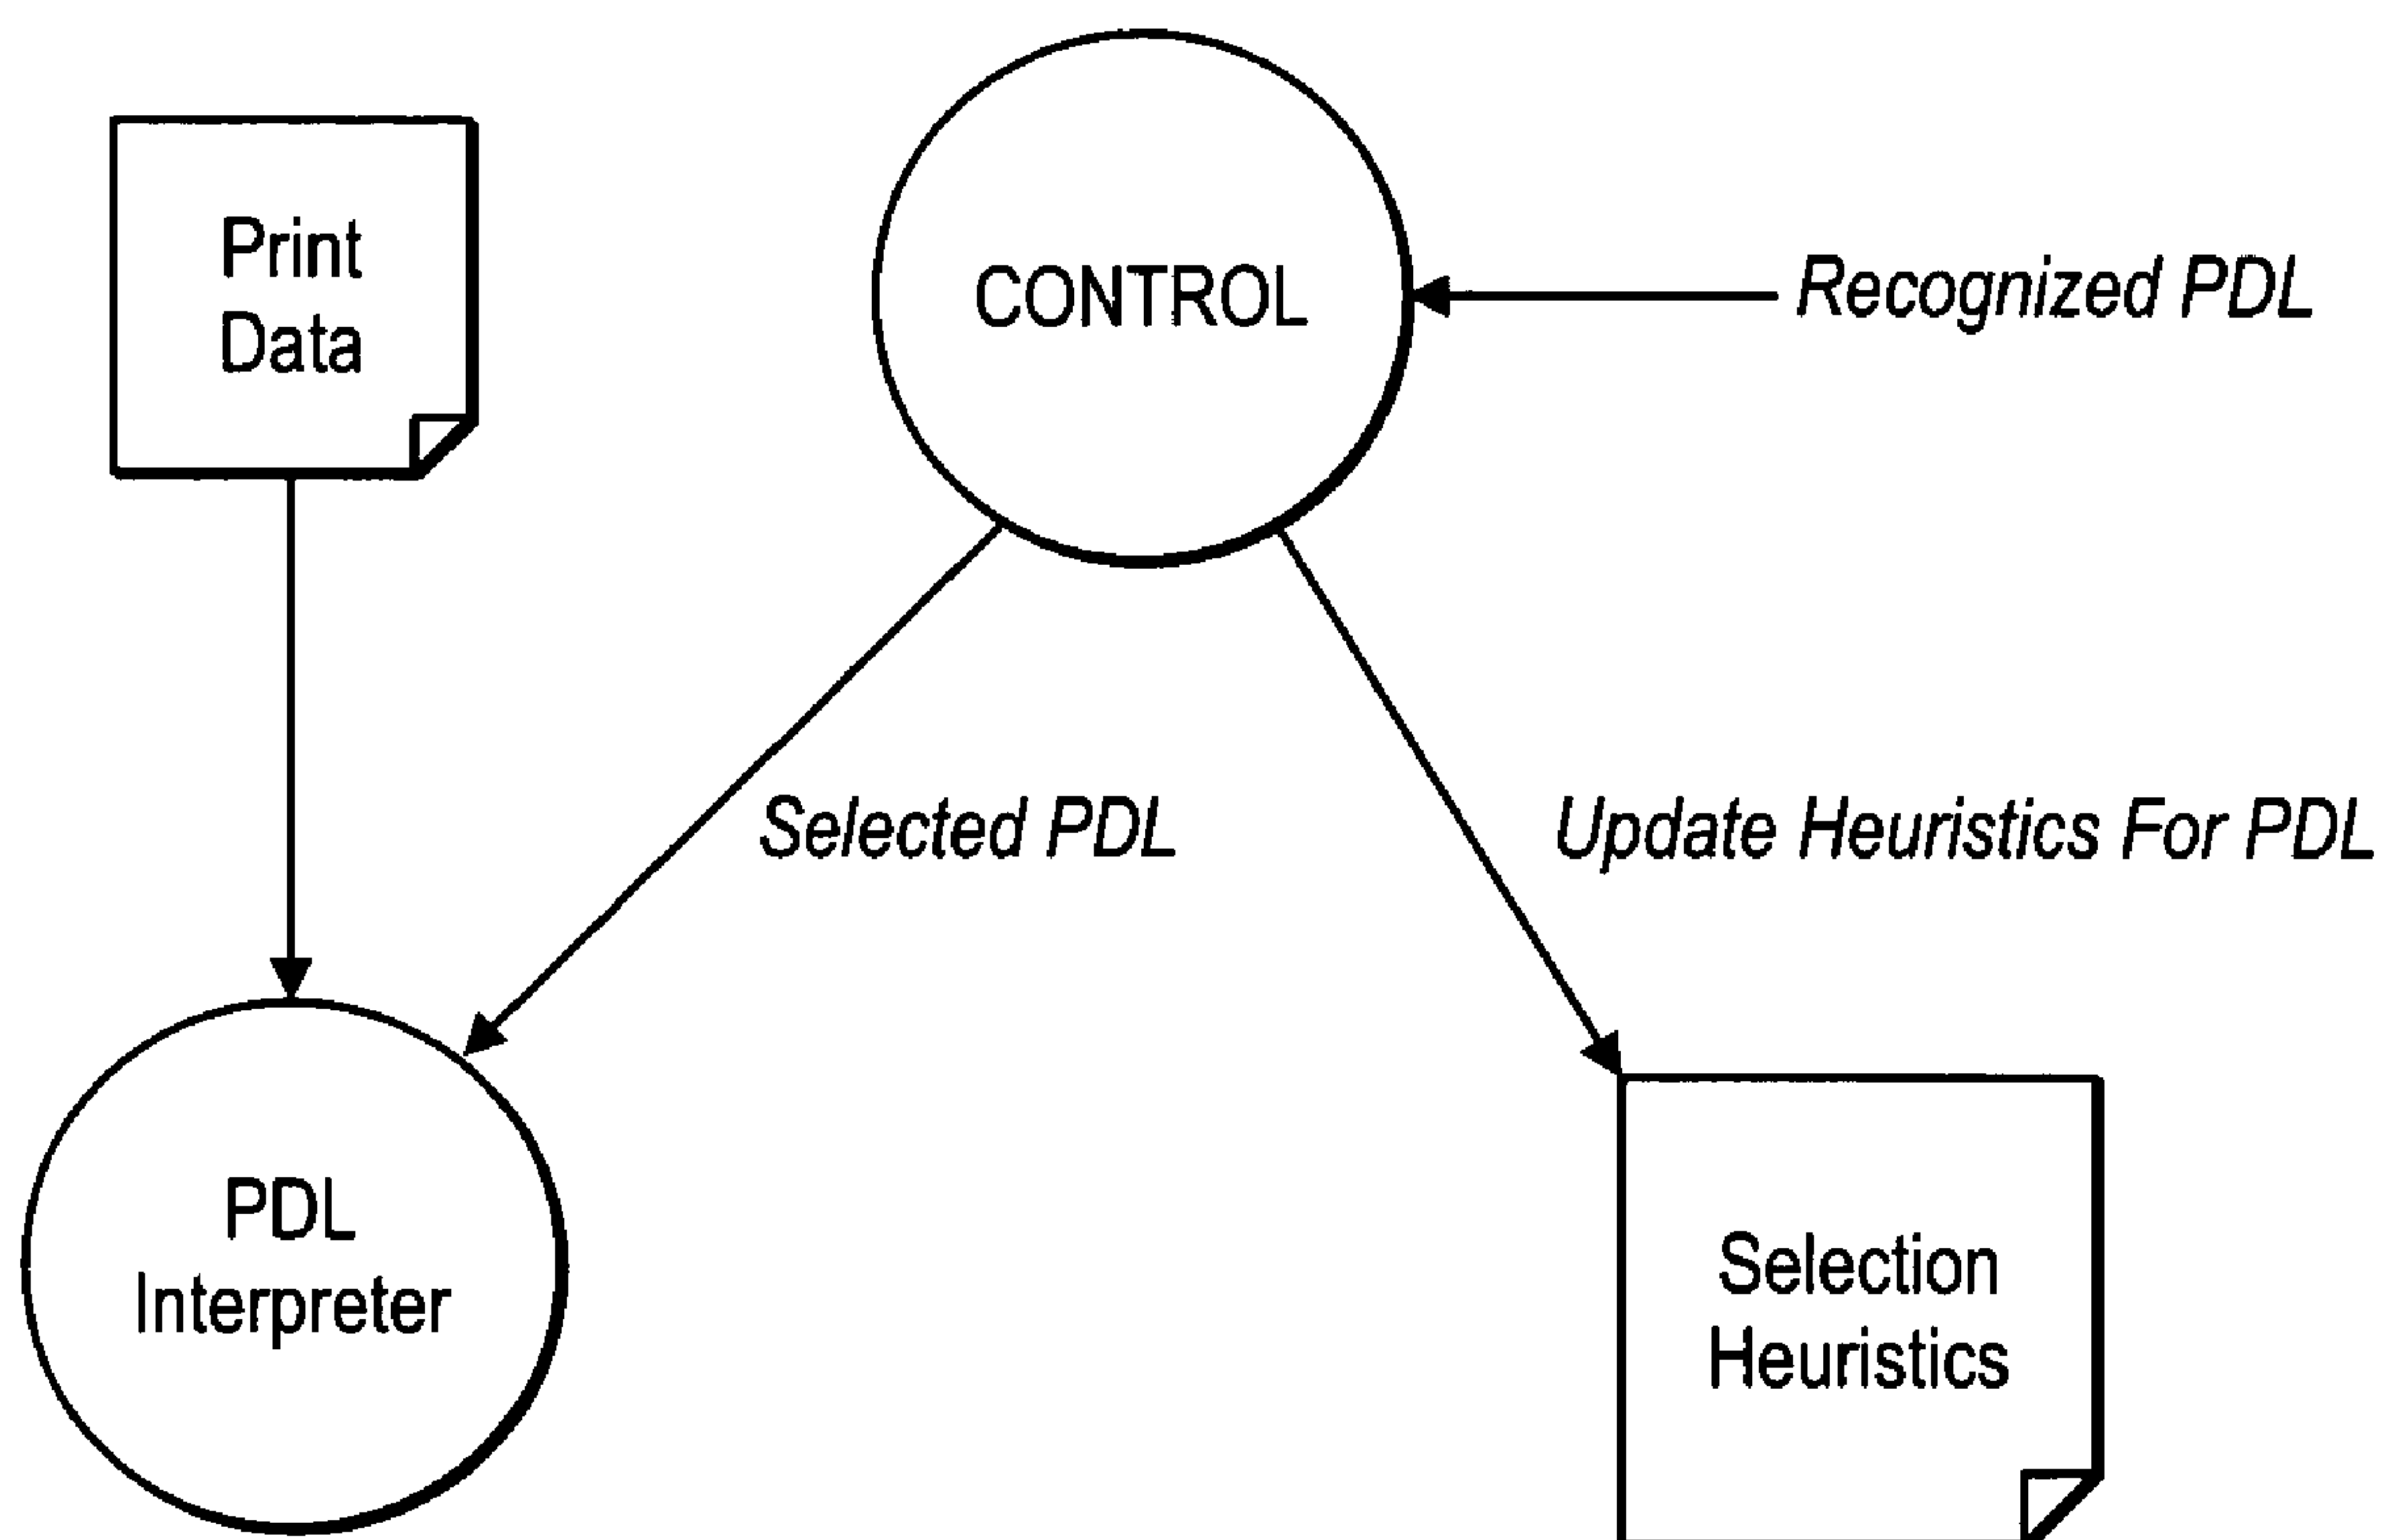 Print
Data
CONTROL
Recognized PDL
Selected PDL
Update Heuristics For PDL
PDL
Interpreter
Selection
Heuristics